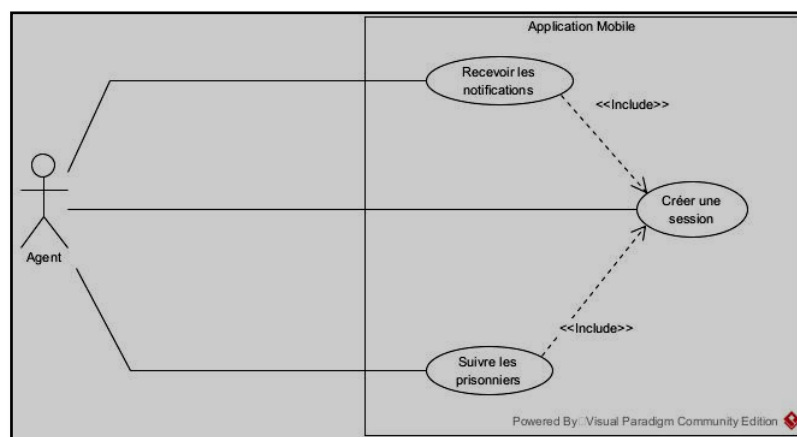 Application Mobile
Recevoir les
notifications
<<Include>>
Créer une
session
Agent
<<Include>>
Suivre les
prisonniers
Powered By Visual Paradigm Community Edition